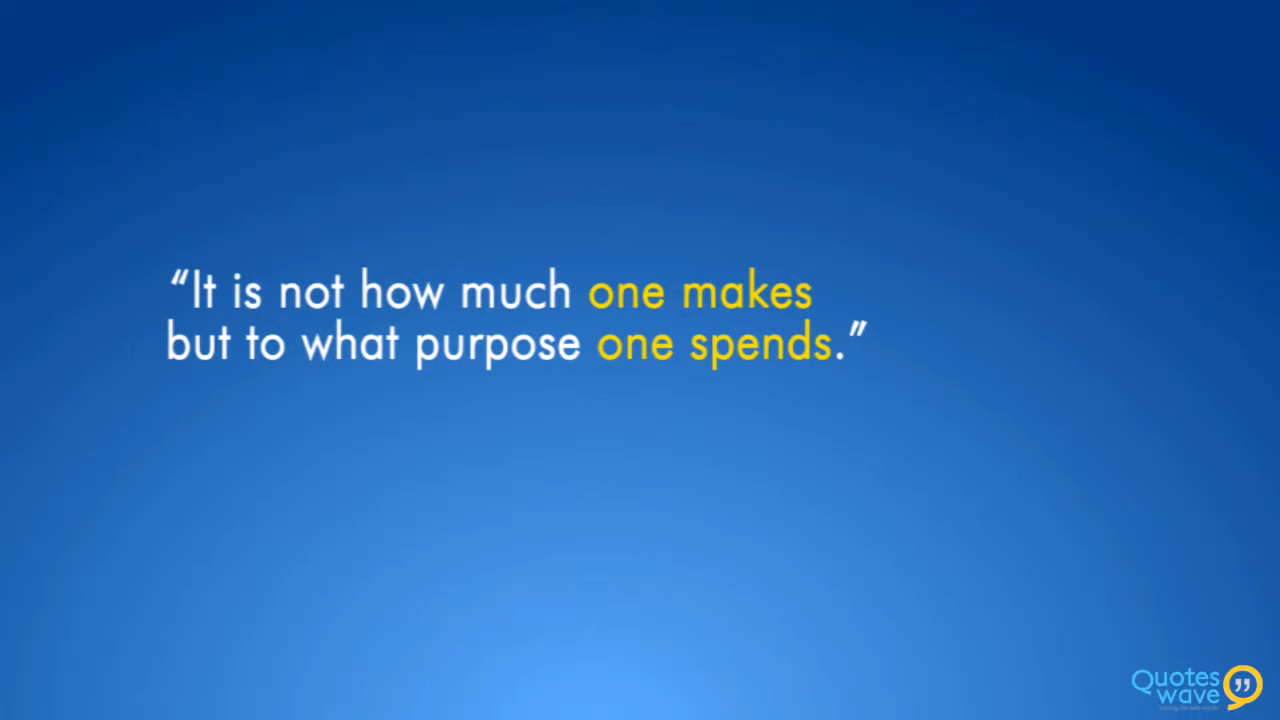 “It is not how much one makes
but to what purpose one spends.”
Quotes
wave